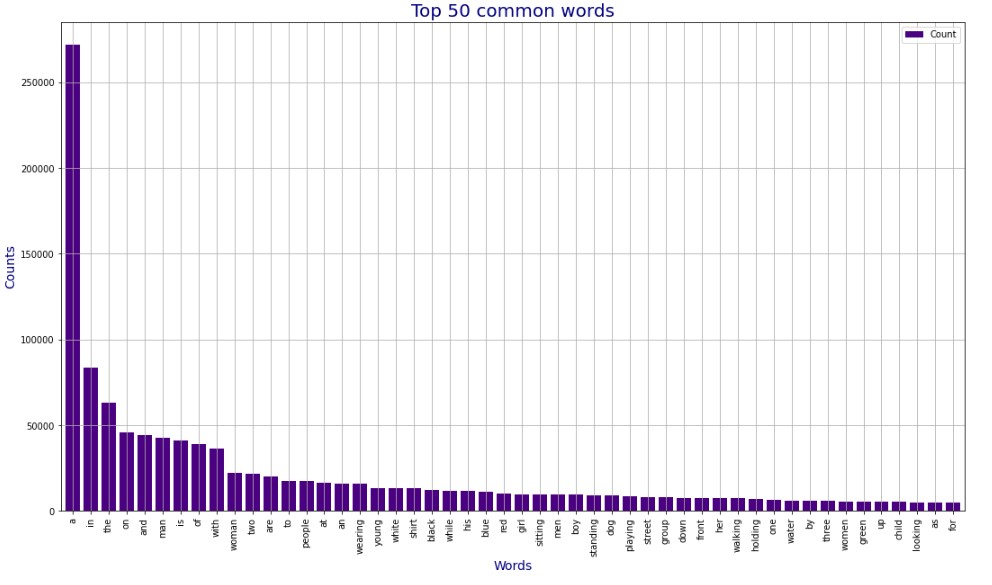 Top 50 common words
Count
Counts
250000
200000
150000
100000
50000
0
a in the on and man is of with woman two are to people at an wearing young white shirt black while his blue red girl sitting men boy standing dog playing street group down front her walking holding one water by three women green up child looking as for
Words